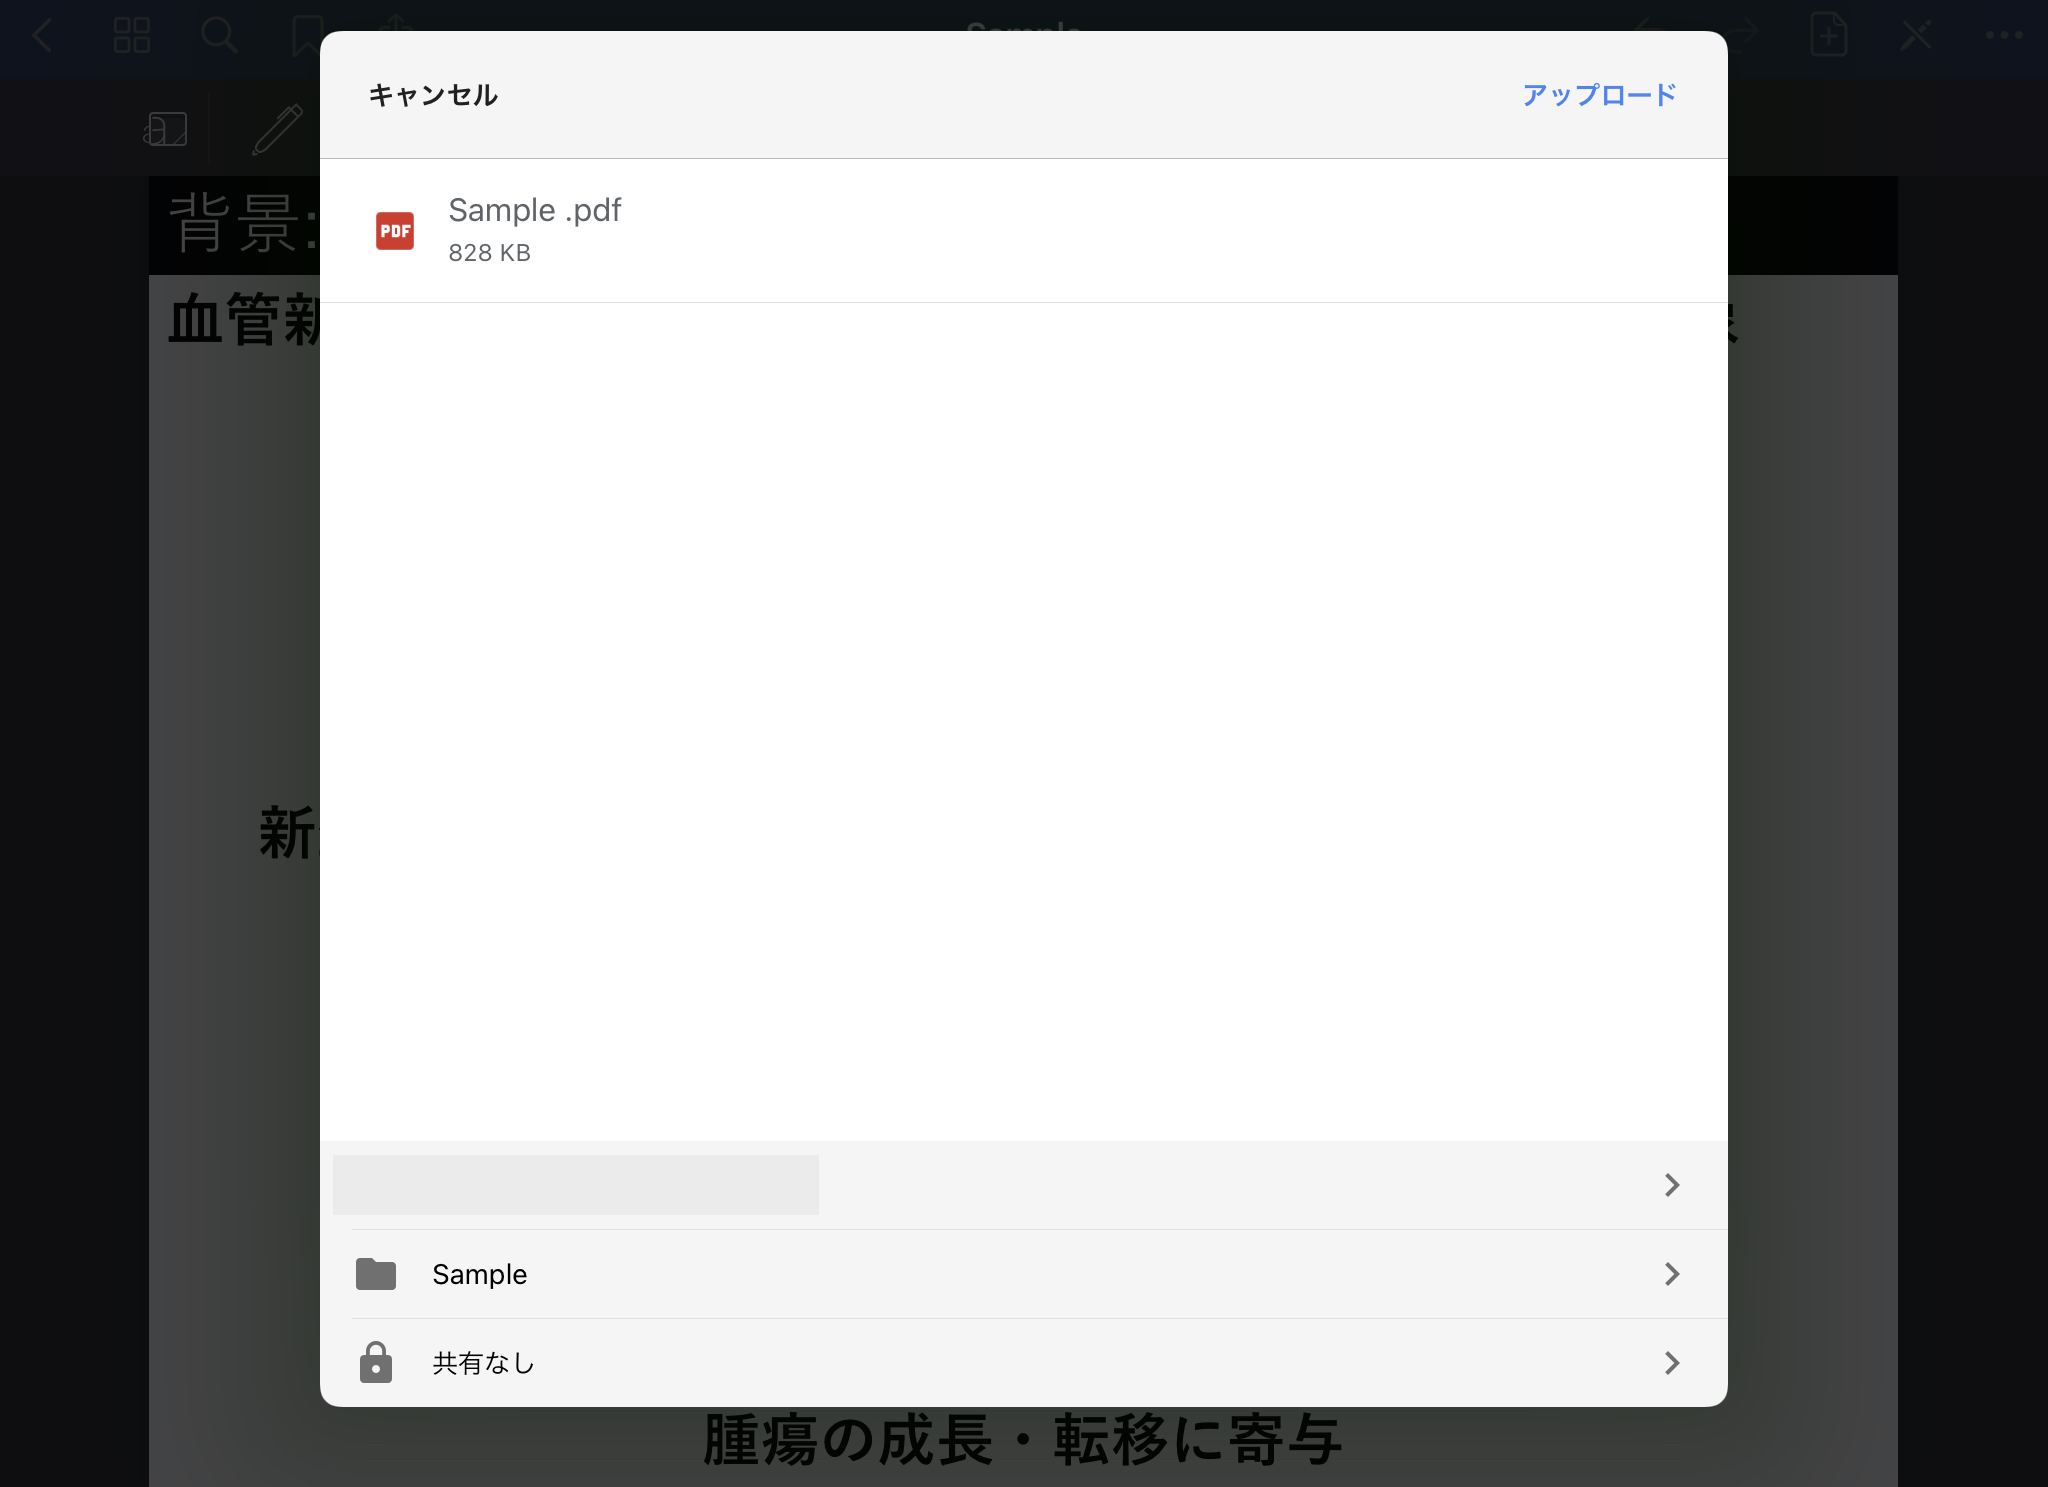 キャンセル
アップロード
背景:
PDF
Sample .pdf
828 KB
血管新
新
Sample
共有なし
腫瘍の成長・転移に寄与